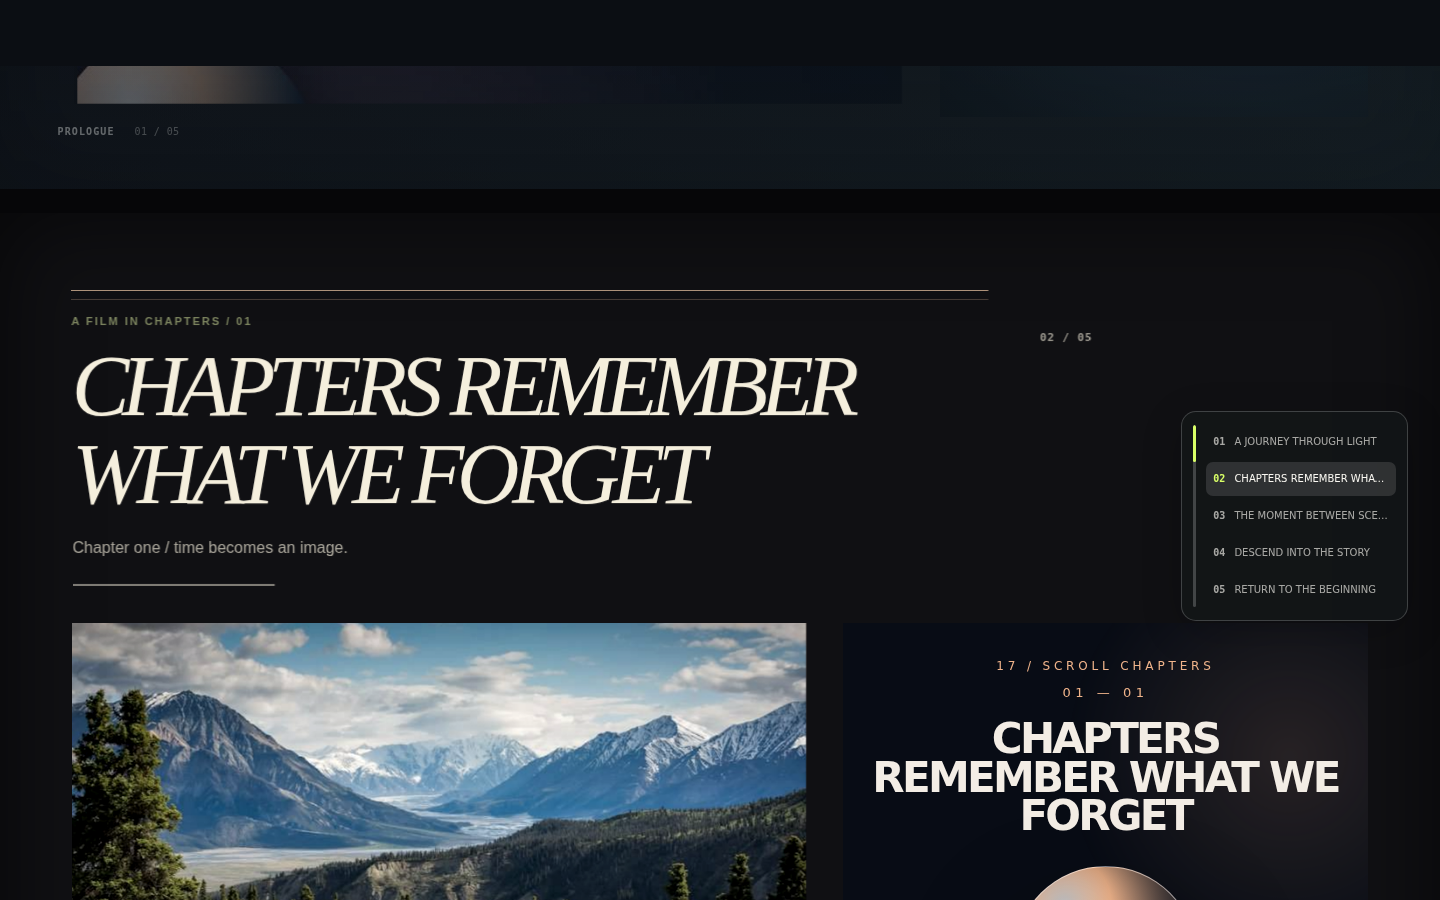 PROLOGUE 01 / 05
A FILM IN CHAPTERS / 01
02 / 05
CHAPTERS REMEMBER
WHAT WE FORGET
Chapter one / time becomes an image.
01 A JOURNEY THROUGH LIGHT
02 CHAPTERS REMEMBER WHA...
03 THE MOMENT BETWEEN SCE...
04 DESCEND INTO THE STORY
05 RETURN TO THE BEGINNING
17 / SCROLL CHAPTERS
01 — 01
CHAPTERS
REMEMBER WHAT WE
FORGET